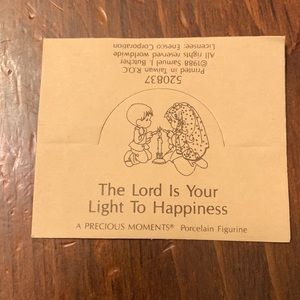 Licensee: Enesco Corporation
All rights reserved worldwide
©1988 Samuel I. Butcher
Printed in Taiwan R.O.C
520837
The Lord Is Your
Light To Happiness
A PRECIOUS MOMENTS® Porcelain Figurine